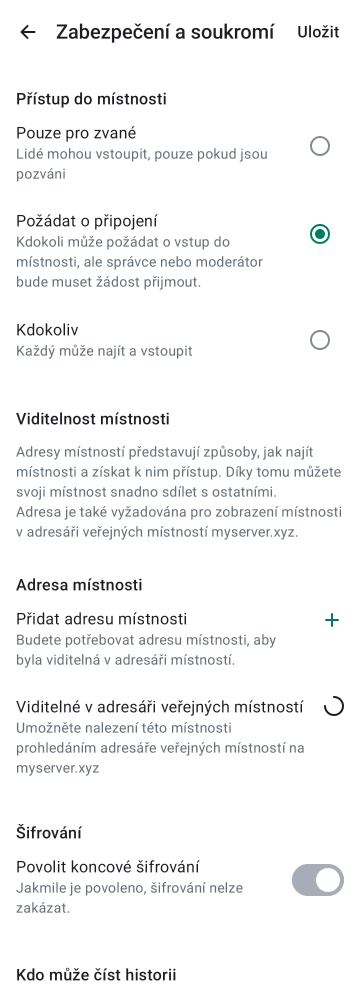 Zabezpečení a soukromí
Uložit
Přístup do místnosti
Pouze pro zvané
Lidé mohou vstoupit, pouze pokud jsou
pozváni
Požádat o připojení
Kdokoli může požádat o vstup do
místnosti, ale správce nebo moderátor
bude muset žádost přijmout.
Kdokoliv
Každý může najít a vstoupit
Viditelnost místnosti
Adresy místností představují způsoby, jak najít
místnosti a získat k nim přístup. Díky tomu můžete
svoji místnost snadno sdílet s ostatními.
Adresa je také vyžadována pro zobrazení místnosti
v adresáři veřejných místností myserver.xyz.
Adresa místnosti
Přidat adresu místnosti
Budete potřebovat adresu místnosti, aby
byla viditelná v adresáři místností.
Viditelné v adresáři veřejných místností
Umožněte nalezení této místnosti
prohledáním adresáře veřejných místností na
myserver.xyz
Šifrování
Povolit koncové šifrování
Jakmile je povoleno, šifrování nelze
zakázat.
Kdo může číst historii